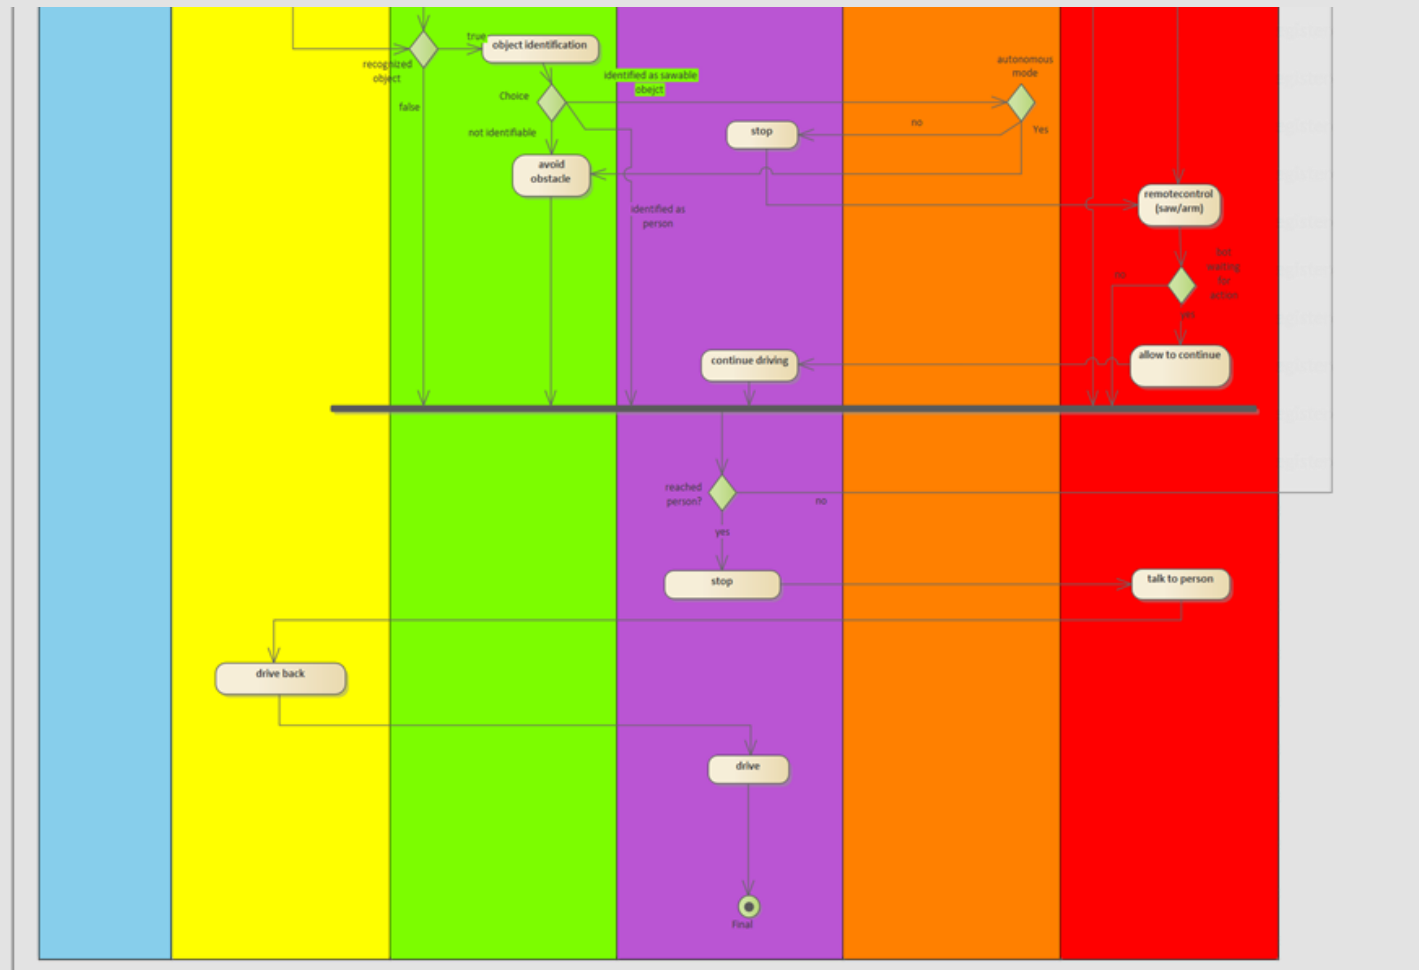 true
object identification
recognized
object
identified as sawable
obejct
autonomous
mode
Choice
false
no
stop
Yes
not identifiable
avoid
obstacle
remotecontrol
(saw/arm)
identified as
person
bot
waiting
for
action
no
yes
continue driving
allow to continue
reached
person?
no
yes
stop
talk to person
drive back
drive
Final